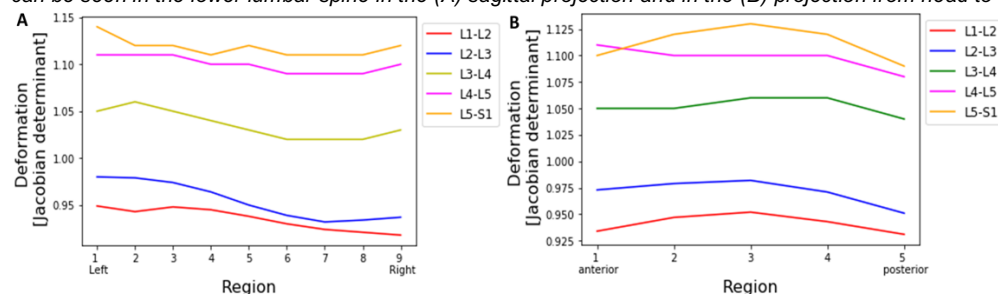 can be seen in the lower lumbar spine in the (A) sagittal projection and in the (B) projection from head to
A
Deformation
[Jacobian determinant]
1.15
1.10
1.05
1.00
0.95
1
Left
2
3
4
5
6
7
8
9
Right
Region
L1-L2
L2-L3
L3-L4
L4-L5
L5-S1
B
Deformation
[Jacobian determinant]
1.125
1.100
1.075
1.050
1.025
1.000
0.975
0.950
0.925
1
anterior
2
3
4
5
posterior
Region
L1-L2
L2-L3
L3-L4
L4-L5
L5-S1